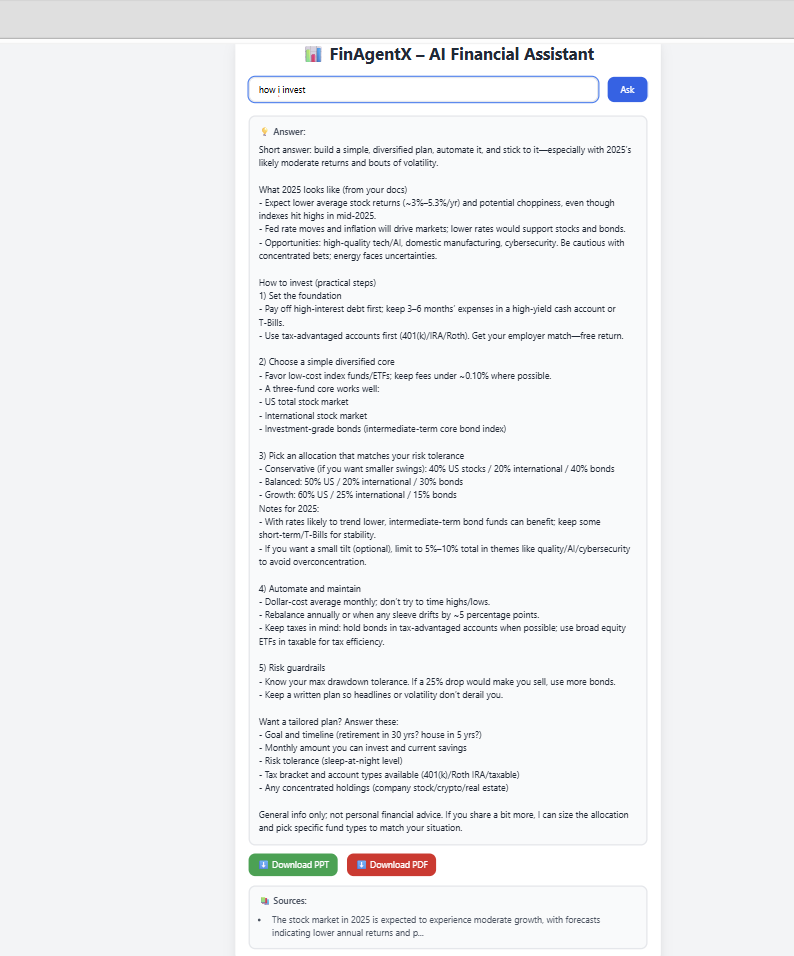 FinAgentX – AI Financial Assistant
how i invest
Ask
Answer:
Short answer: build a simple, diversified plan, automate it, and stick to it—especially with 2025's
likely moderate returns and bouts of volatility.
What 2025 looks like (from your docs)
- Expect lower average stock returns (~3%–5.3%/yr) and potential choppiness, even though
indexes hit highs in mid-2025.
- Fed rate moves and inflation will drive markets; lower rates would support stocks and bonds.
- Opportunities: high-quality tech/AI, domestic manufacturing, cybersecurity. Be cautious with
concentrated bets; energy faces uncertainties.
How to invest (practical steps)
1) Set the foundation
- Pay off high-interest debt first; keep 3–6 months' expenses in a high-yield cash account or
T-Bills.
- Use tax-advantaged accounts first (401(k)/IRA/Roth). Get your employer match—free return.
2) Choose a simple diversified core
- Favor low-cost index funds/ETFs; keep fees under ~0.10% where possible.
- A three-fund core works well:
- US total stock market
- International stock market
- Investment-grade bonds (intermediate-term core bond index)
3) Pick an allocation that matches your risk tolerance
- Conservative (if you want smaller swings): 40% US stocks / 20% international / 40% bonds
- Balanced: 50% US / 20% international / 30% bonds
- Growth: 60% US / 25% international / 15% bonds
Notes for 2025:
- With rates likely to trend lower, intermediate-term bond funds can benefit; keep some
short-term/T-Bills for stability.
- If you want a small tilt (optional), limit to 5%–10% total in themes like quality/AI/cybersecurity
to avoid overconcentration.
4) Automate and maintain
- Dollar-cost average monthly; don't try to time highs/lows.
- Rebalance annually or when any sleeve drifts by ~5 percentage points.
- Keep taxes in mind: hold bonds in tax-advantaged accounts when possible; use broad equity
ETFs in taxable for tax efficiency.
5) Risk guardrails
- Know your max drawdown tolerance. If a 25% drop would make you sell, use more bonds.
- Keep a written plan so headlines or volatility don't derail you.
Want a tailored plan? Answer these:
- Goal and timeline (retirement in 30 yrs? house in 5 yrs?)
- Monthly amount you can invest and current savings
- Risk tolerance (sleep-at-night level)
- Tax bracket and account types available (401(k)/Roth IRA/taxable)
- Any concentrated holdings (company stock/crypto/real estate)
General info only; not personal financial advice. If you share a bit more, I can size the allocation
and pick specific fund types to match your situation.
Download PPT
Download PDF
Sources:
• The stock market in 2025 is expected to experience moderate growth, with forecasts
indicating lower annual returns and p...